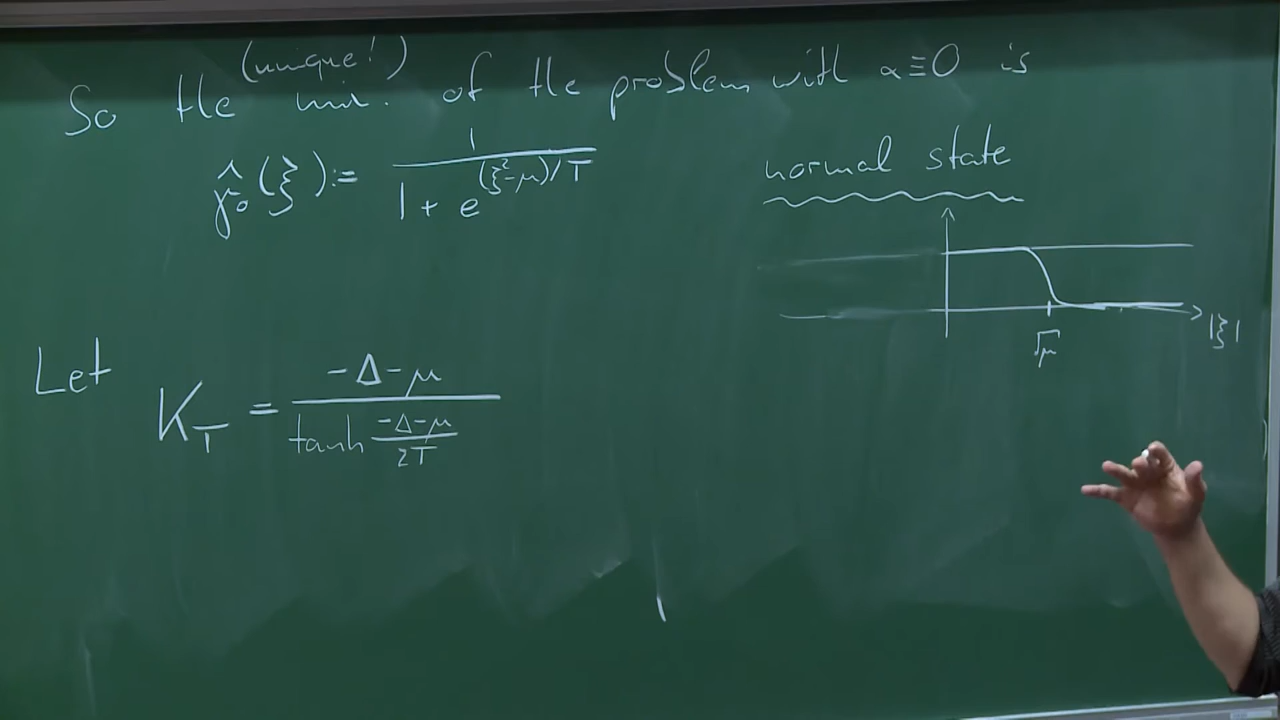 (unique!)
So the min. of the problem with α≡0 is
γ̂₀(ξ) := 1 / (1 + e^{(ξ²-μ)/T})
normal state
√μ
|ξ|
Let K_T = (-Δ-μ) / (tanh (-Δ-μ)/(2T))